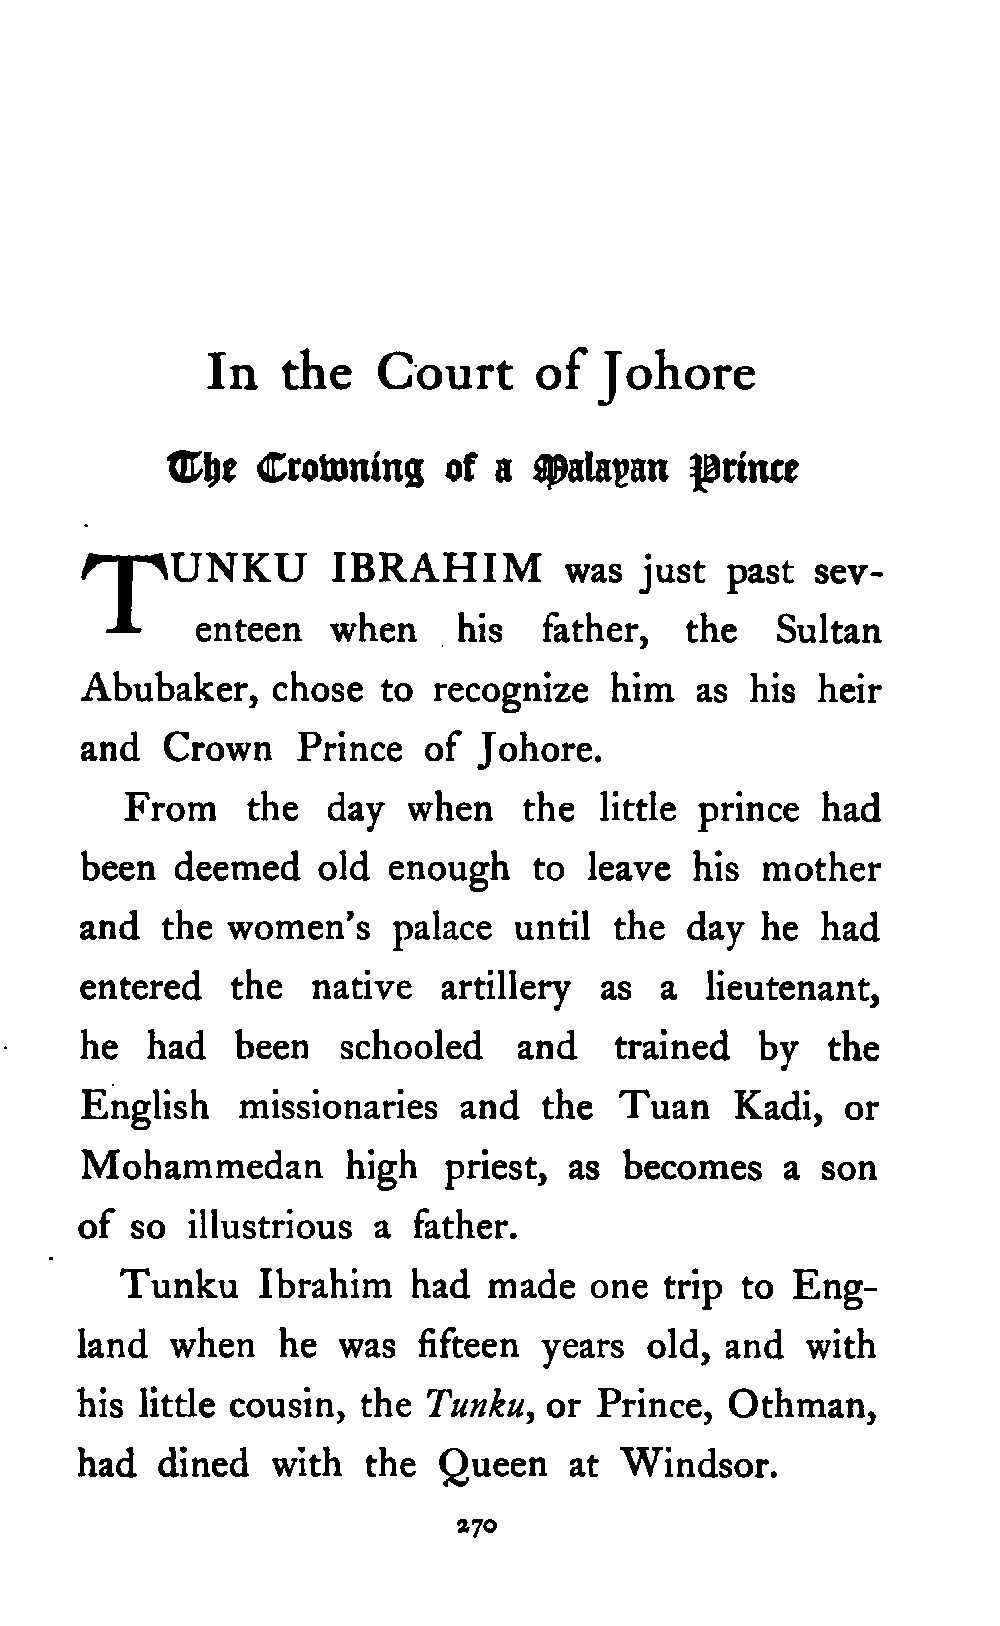 In the Court of Johore
The Crowning of a Malayan Prince
TUNKU IBRAHIM was just past sev-
enteen when his father, the Sultan
Abubaker, chose to recognize him as his heir
and Crown Prince of Johore.
From the day when the little prince had
been deemed old enough to leave his mother
and the women's palace until the day he had
entered the native artillery as a lieutenant,
he had been schooled and trained by the
English missionaries and the Tuan Kadi, or
Mohammedan high priest, as becomes a son
of so illustrious a father.
Tunku Ibrahim had made one trip to Eng-
land when he was fifteen years old, and with
his little cousin, the Tunku, or Prince, Othman,
had dined with the Queen at Windsor.
270